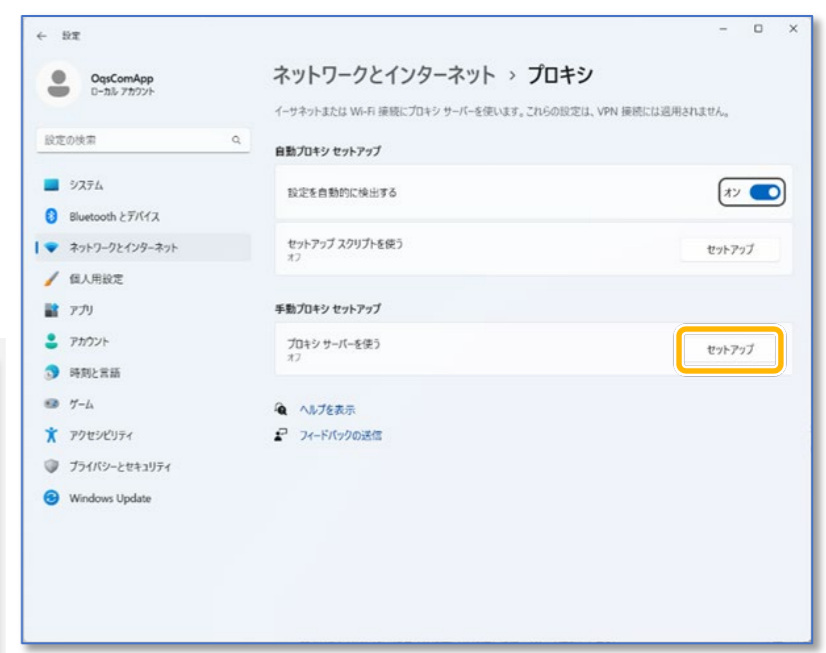 設定
OqsComApp
ローカル アカウント
設定の検索
システム
Bluetooth とデバイス
ネットワークとインターネット
個人用設定
アプリ
アカウント
時刻と言語
ゲーム
アクセシビリティ
プライバシーとセキュリティ
Windows Update
ネットワークとインターネット › プロキシ
イーサネットまたは Wi-Fi 接続にプロキシ サーバーを使います。これらの設定は、VPN 接続には適用されません。
自動プロキシ セットアップ
設定を自動的に検出する
オン
セットアップ スクリプトを使う
オフ
セットアップ
手動プロキシ セットアップ
プロキシ サーバーを使う
オフ
セットアップ
ヘルプを表示
フィードバックの送信